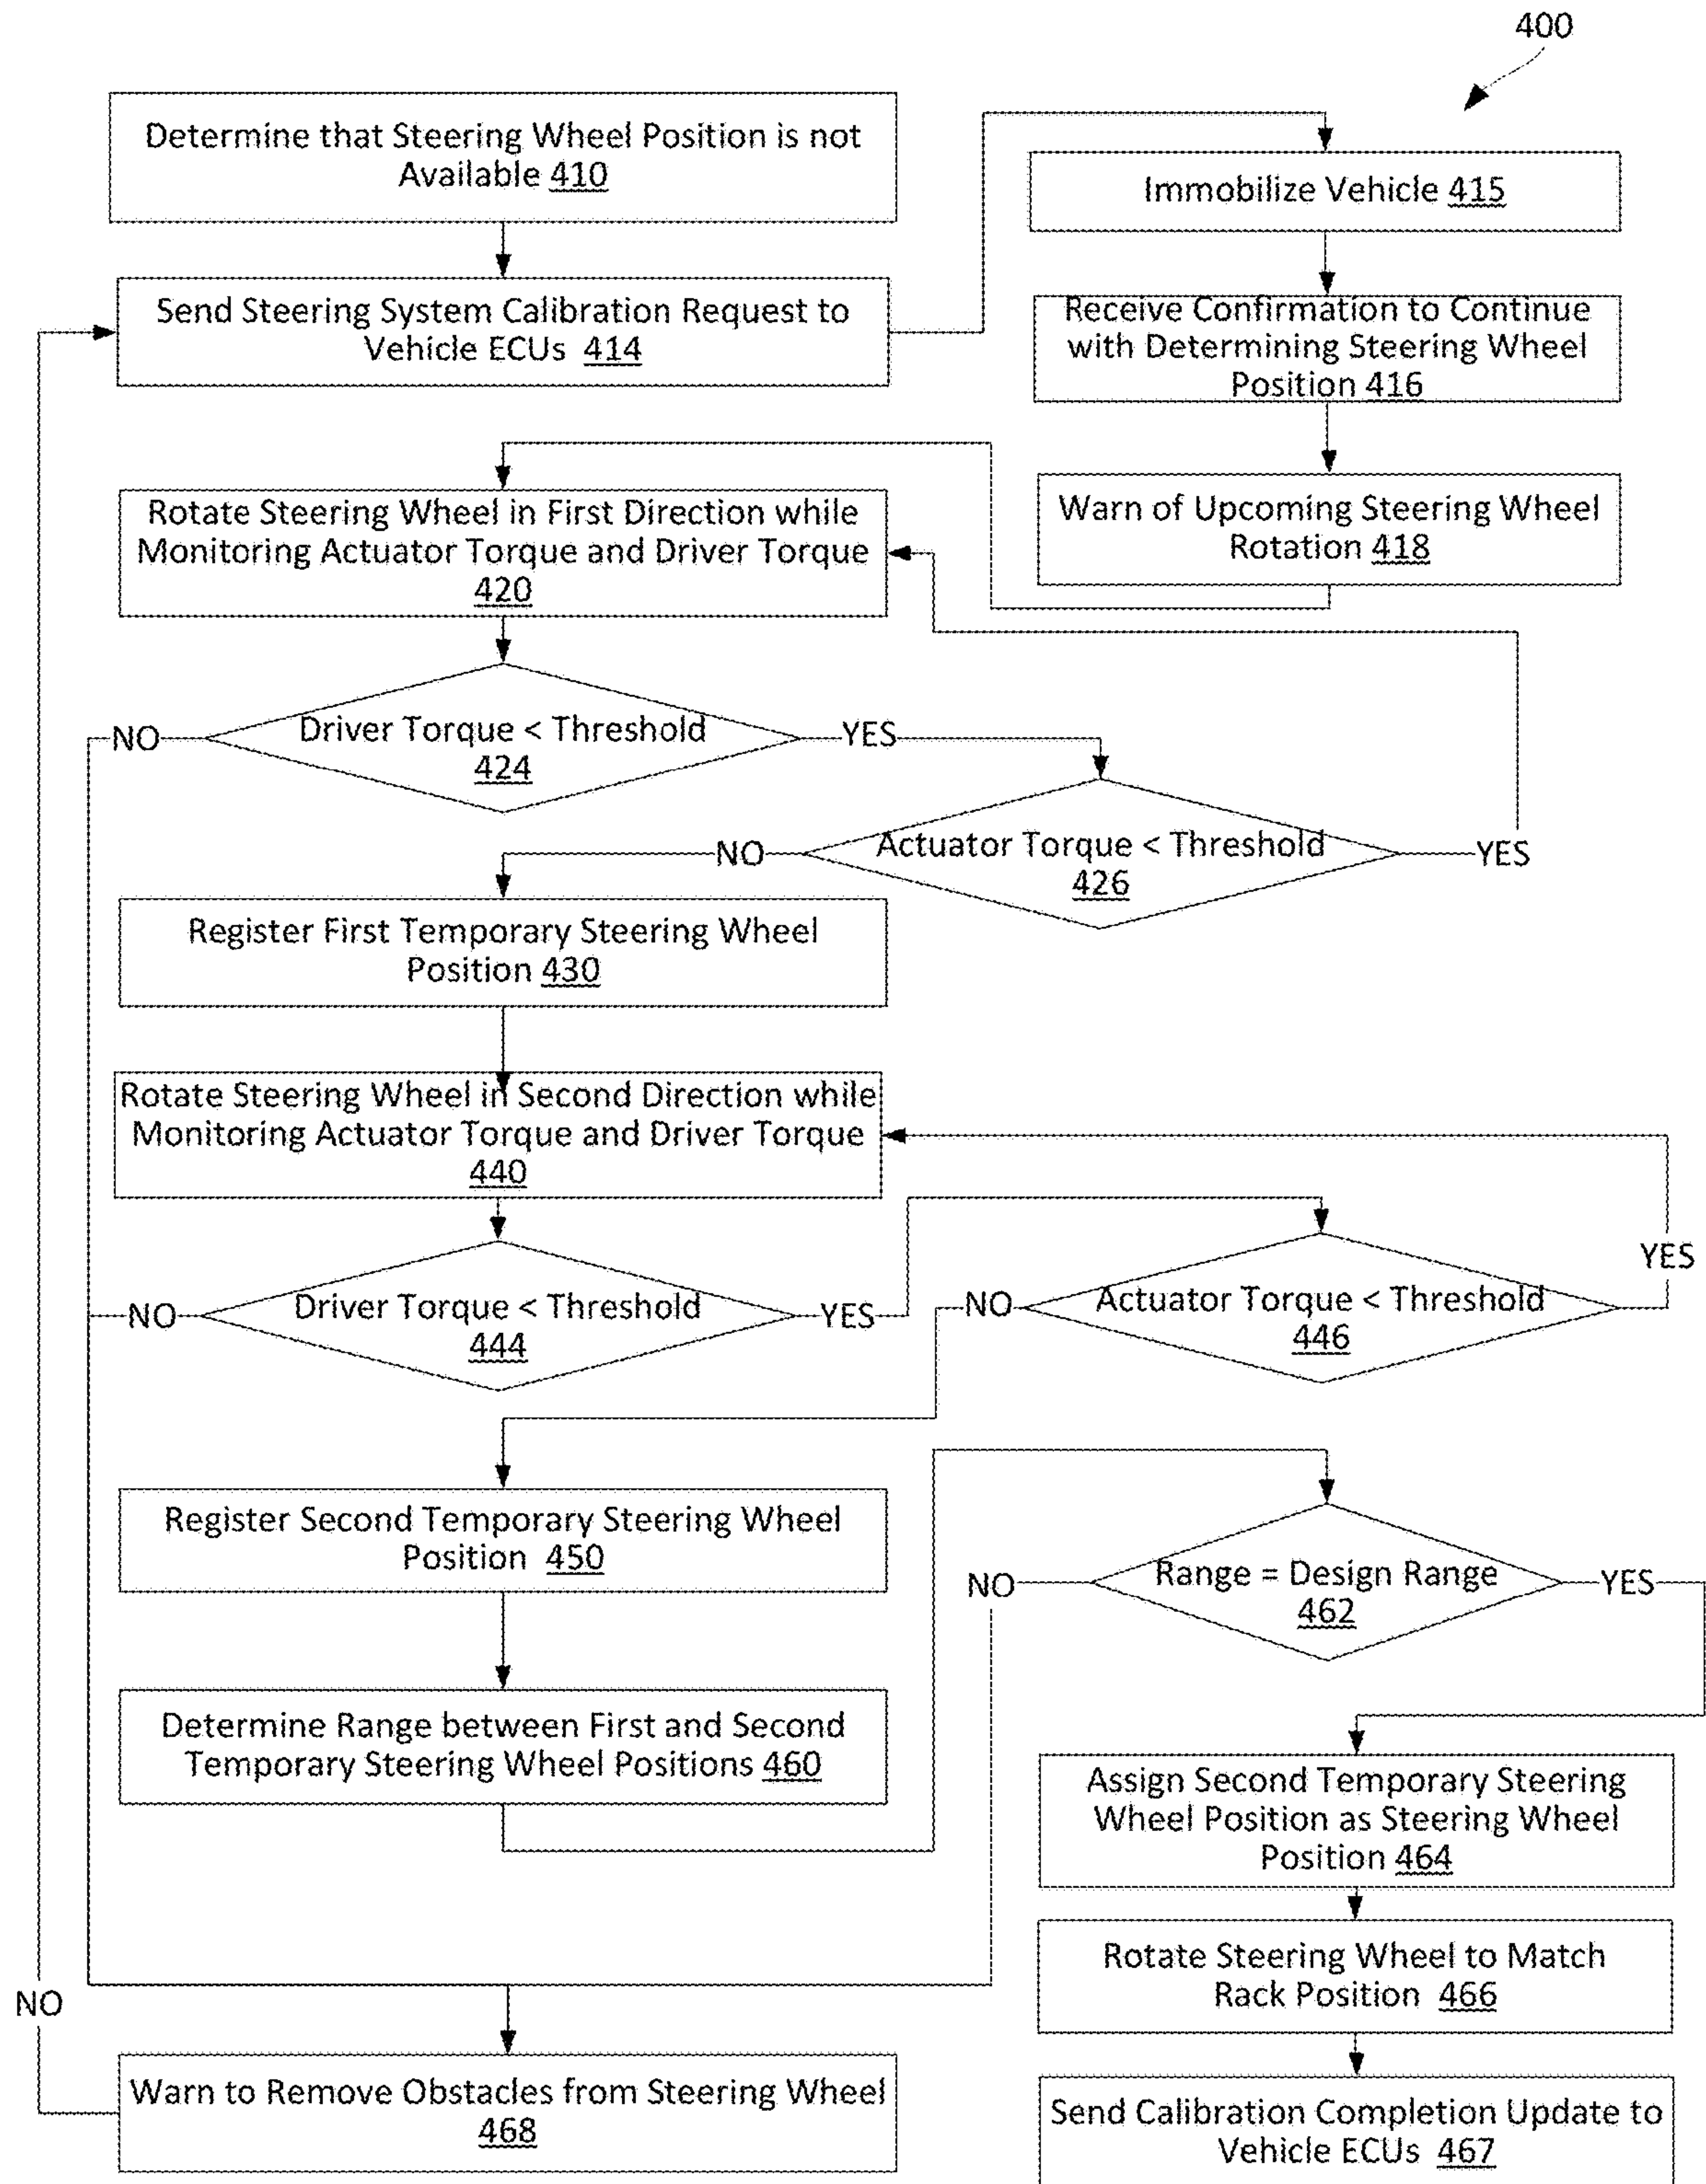 400
Determine that Steering Wheel Position is not
Available 410
Immobilize Vehicle 415
Send Steering System Calibration Request to
Vehicle ECUs 414
Receive Confirmation to Continue
with Determining Steering Wheel
Position 416
Warn of Upcoming Steering Wheel
Rotation 418
Rotate Steering Wheel in First Direction while
Monitoring Actuator Torque and Driver Torque
420
NO
Driver Torque < Threshold
424
YES
NO
Actuator Torque < Threshold
426
YES
Register First Temporary Steering Wheel
Position 430
Rotate Steering Wheel in Second Direction while
Monitoring Actuator Torque and Driver Torque
440
NO
Driver Torque < Threshold
444
YES
NO
Actuator Torque < Threshold
446
YES
Register Second Temporary Steering Wheel
Position 450
NO
Range = Design Range
462
YES
Determine Range between First and Second
Temporary Steering Wheel Positions 460
Assign Second Temporary Steering
Wheel Position as Steering Wheel
Position 464
Rotate Steering Wheel to Match
Rack Position 466
NO
Warn to Remove Obstacles from Steering Wheel
468
Send Calibration Completion Update to
Vehicle ECUs 467